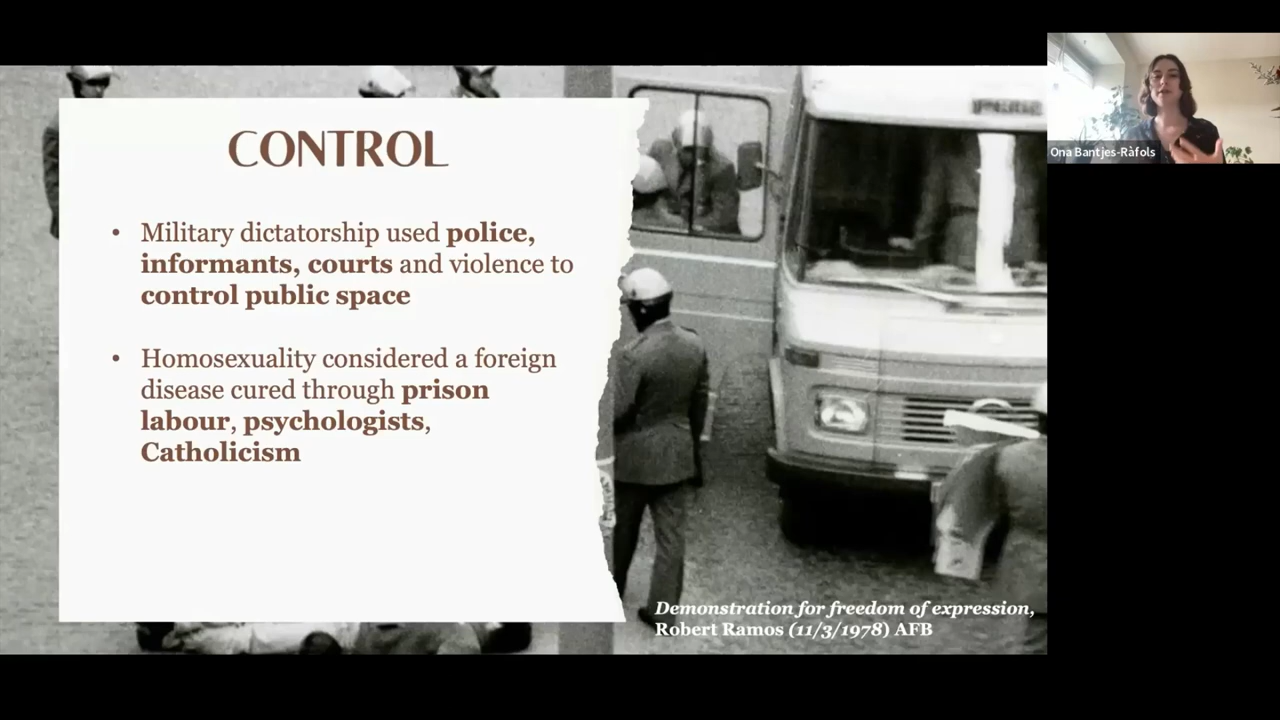 CONTROL
• Military dictatorship used police,
informants, courts and violence to
control public space
• Homosexuality considered a foreign
disease cured through prison
labour, psychologists,
Catholicism
Demonstration for freedom of expression,
Robert Ramos (11/3/1978) AFB
Ona Bantjes-Ràfols